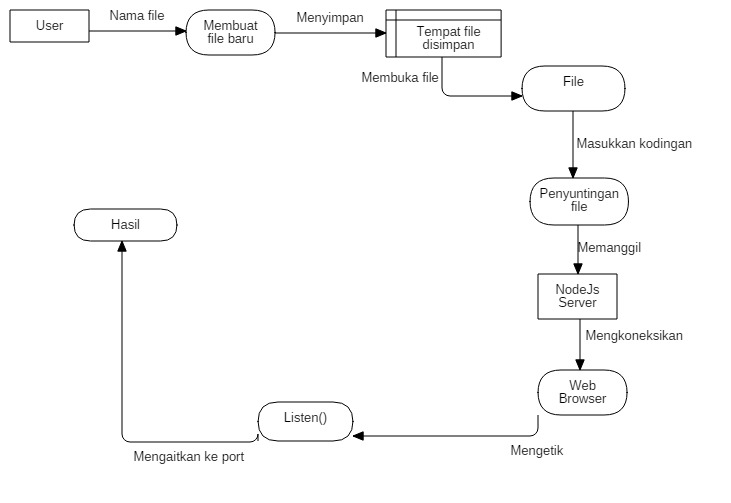 User
Nama file
Membuat
file baru
Menyimpan
Tempat file
disimpan
Membuka file
File
Masukkan kodingan
Penyuntingan
file
Memanggil
NodeJs
Server
Mengkoneksikan
Web
Browser
Mengetik
Listen()
Mengaitkan ke port
Hasil